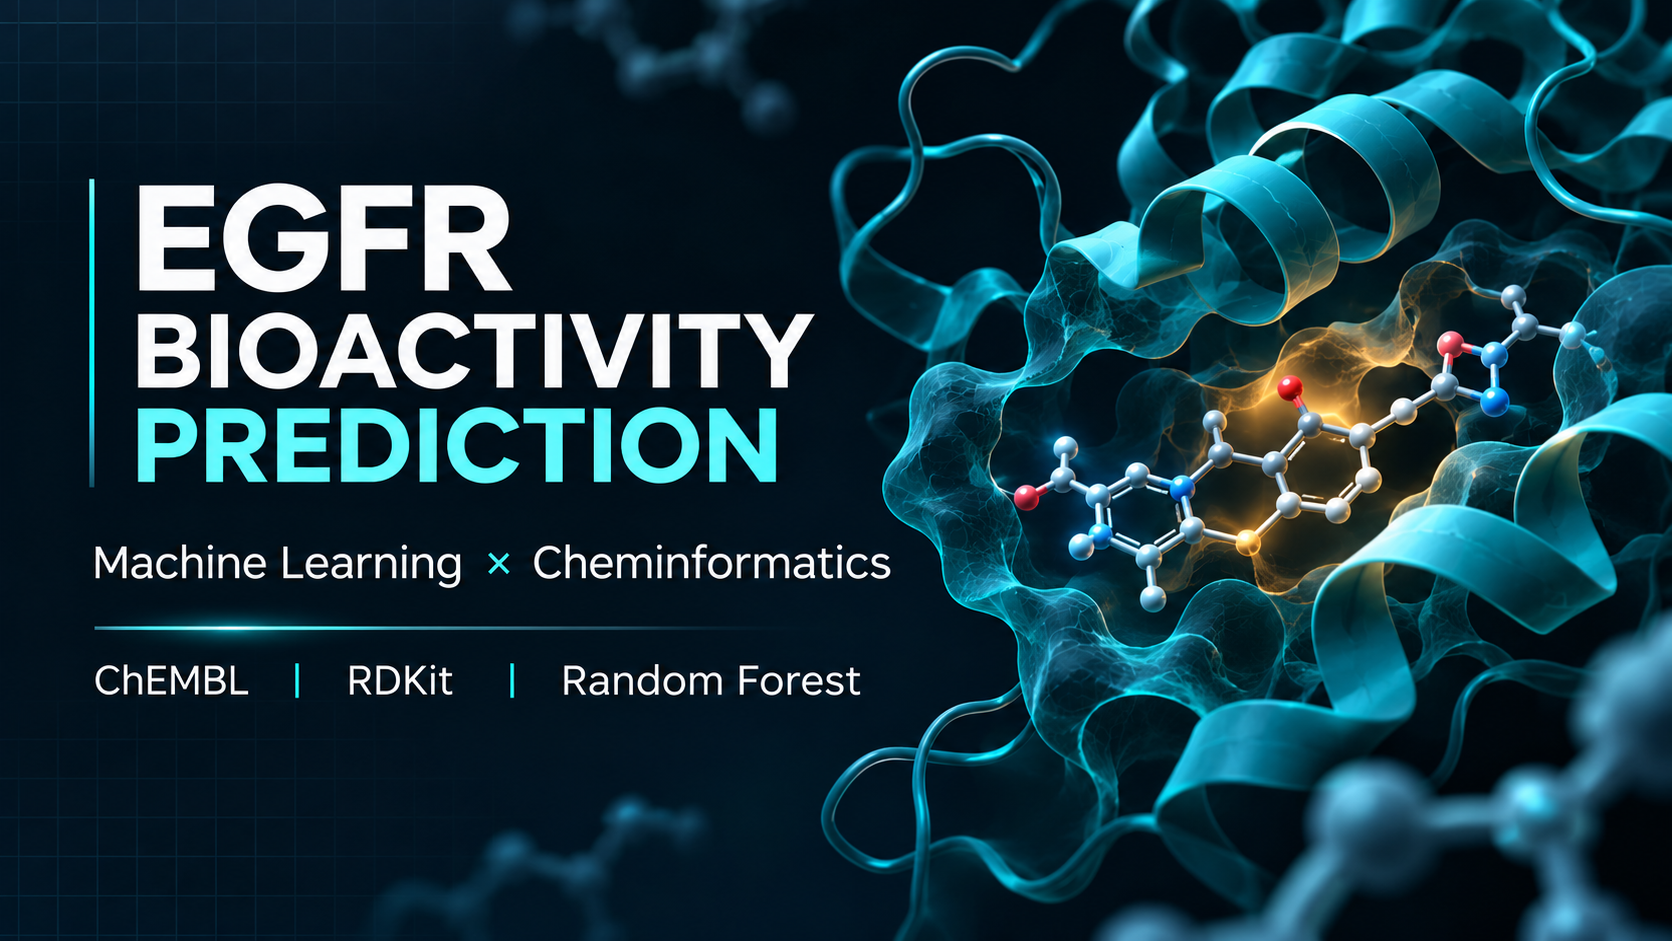 EGFR
BIOACTIVITY
PREDICTION
Machine Learning × Cheminformatics
ChEMBL | RDKit | Random Forest